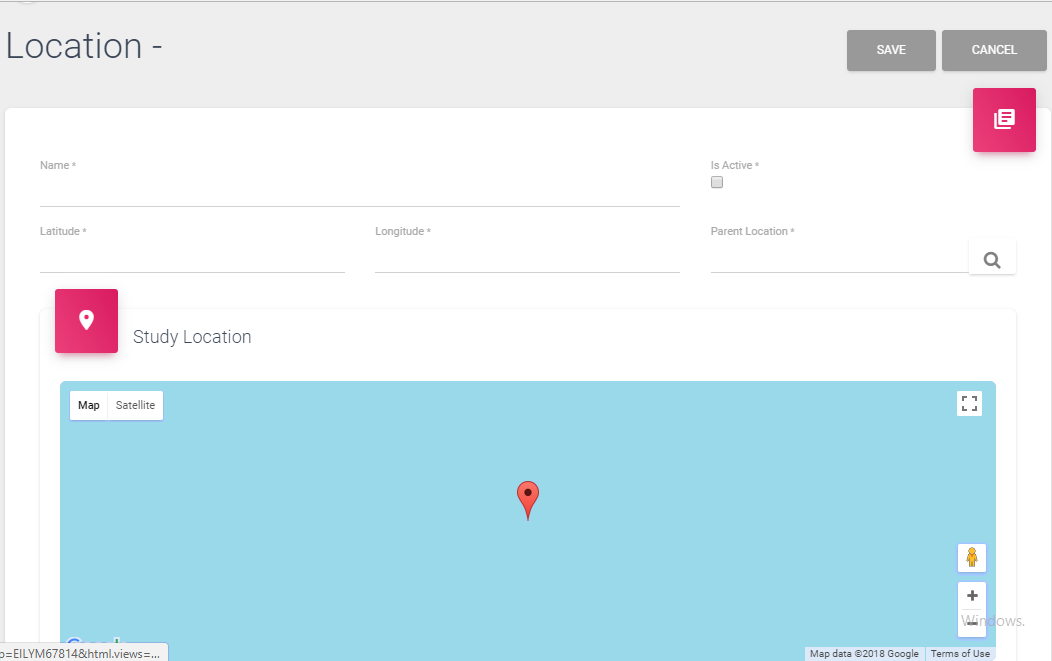 Location -
SAVE
CANCEL
Name *
Is Active *
Latitude *
Longitude *
Parent Location *
Study Location
Map
Satellite
Windows.
p=EILYM67814&html.views=...
Map data ©2018 Google
Terms of Use